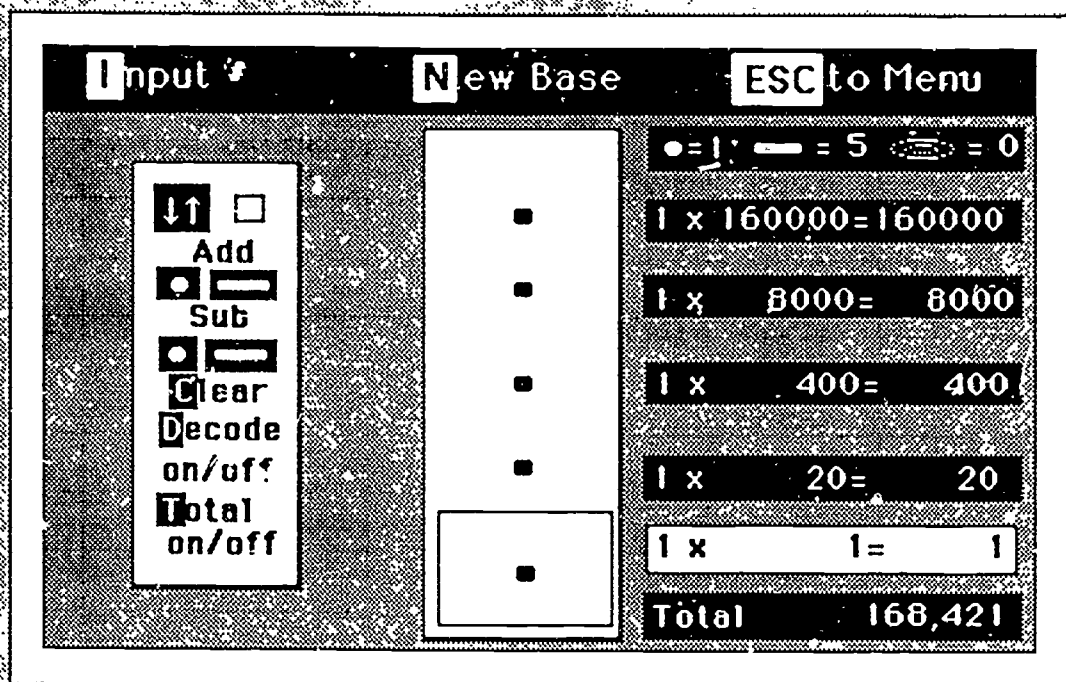 Input # New Base ESC to Menu
●=1 ▬ = 5 = 0
↓↑ □
Add
Sub
Clear
Decode
on/off
Total
on/off
1 x 160000=160000
1 x 8000= 8000
1 x 400= 400
1 x 20= 20
1 x 1= 1
Total 168,421